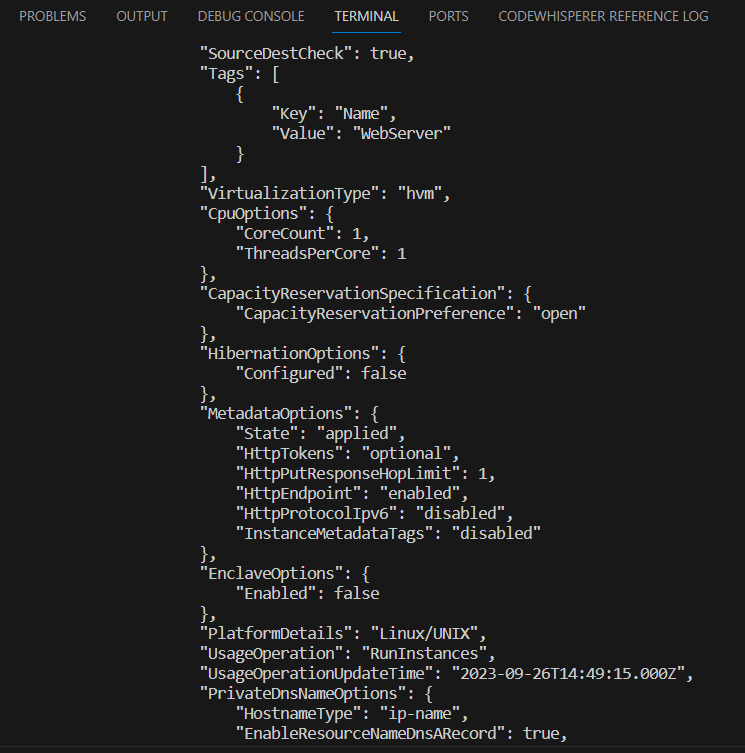 PROBLEMS OUTPUT DEBUG CONSOLE TERMINAL PORTS CODEWHISPERER REFERENCE LOG
"SourceDestCheck": true,
"Tags": [
{
"Key": "Name",
"Value": "WebServer"
}
],
"VirtualizationType": "hvm",
"CpuOptions": {
"CoreCount": 1,
"ThreadsPerCore": 1
},
"CapacityReservationSpecification": {
"CapacityReservationPreference": "open"
},
"HibernationOptions": {
"Configured": false
},
"MetadataOptions": {
"State": "applied",
"HttpTokens": "optional",
"HttpPutResponseHopLimit": 1,
"HttpEndpoint": "enabled",
"HttpProtocolIpv6": "disabled",
"InstanceMetadataTags": "disabled"
},
"EnclaveOptions": {
"Enabled": false
},
"PlatformDetails": "Linux/UNIX",
"UsageOperation": "RunInstances",
"UsageOperationUpdateTime": "2023-09-26T14:49:15.000Z",
"PrivateDnsNameOptions": {
"HostnameType": "ip-name",
"EnableResourceNameDnsARecord": true,